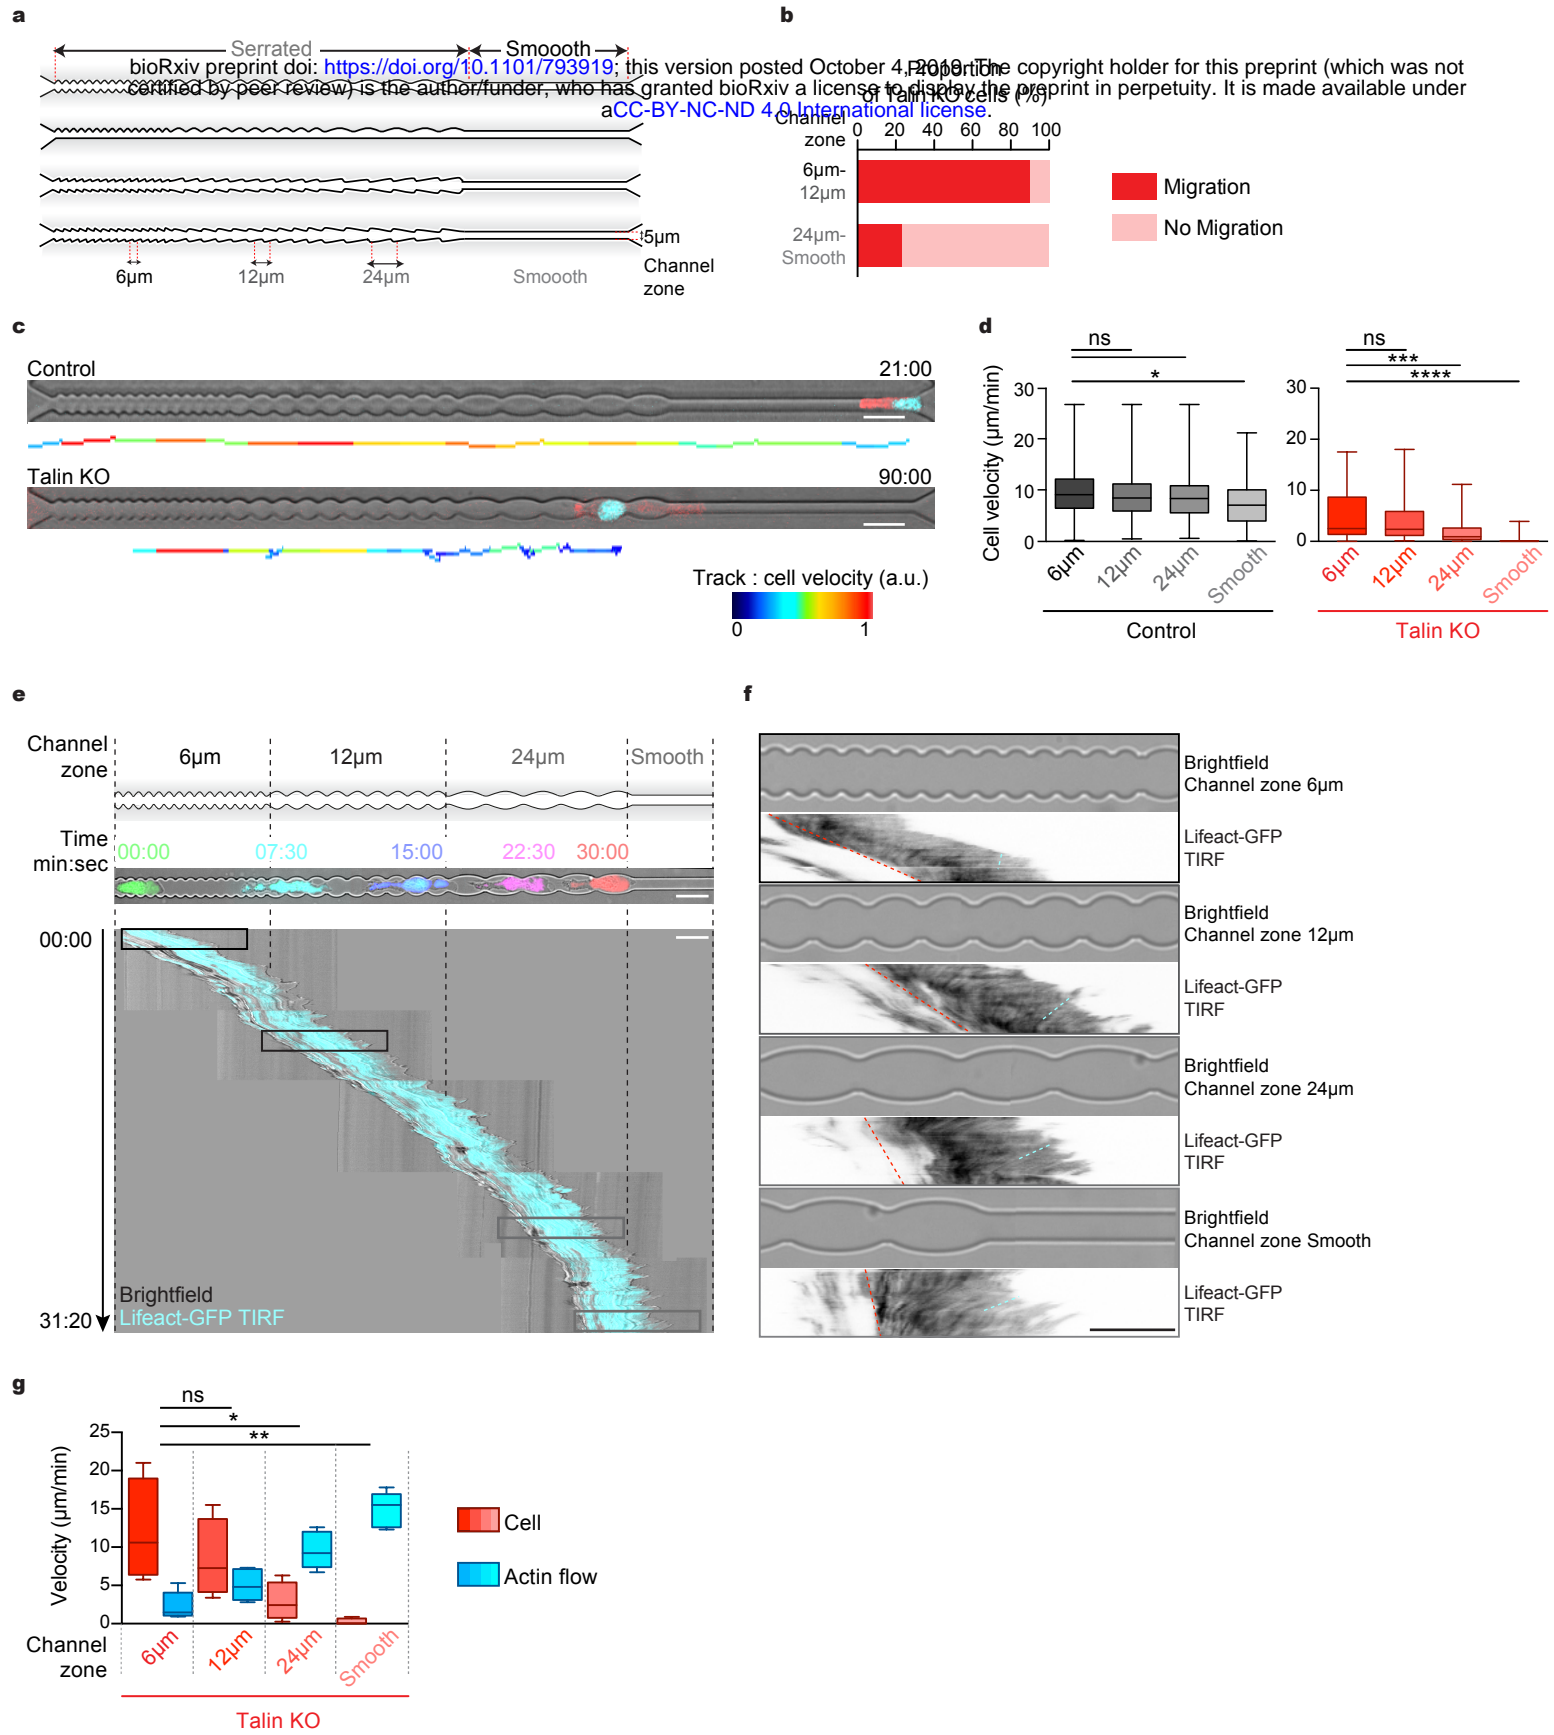 a
b
Serrated
Smoooth
bioRxiv preprint doi: https://doi.org/10.1101/793919; this version posted October 4, 2019. The copyright holder for this preprint (which was not
certified by peer review) is the author/funder, who has granted bioRxiv a license to display the preprint in perpetuity. It is made available under
aCC-BY-NC-ND 4.0 International license.
Proportion
of Talin KO cells (%)
Channel
zone
0 20 40 60 80 100
6µm-
12µm
24µm-
Smooth
Migration
No Migration
5µm
Channel
zone
6µm
12µm
24µm
Smoooth
c
Control
21:00
Talin KO
90:00
Track : cell velocity (a.u.)
0
1
d
ns
*
Cell velocity (µm/min)
30
20
10
0
6µm
12µm
24µm
Smooth
Control
ns
***
****
30
20
10
0
6µm
12µm
24µm
Smooth
Talin KO
e
Channel
zone
6µm
12µm
24µm
Smooth
Time
min:sec
00:00
07:30
15:00
22:30
30:00
00:00
31:20
Brightfield
Lifeact-GFP TIRF
f
Brightfield
Channel zone 6µm
Lifeact-GFP
TIRF
Brightfield
Channel zone 12µm
Lifeact-GFP
TIRF
Brightfield
Channel zone 24µm
Lifeact-GFP
TIRF
Brightfield
Channel zone Smooth
Lifeact-GFP
TIRF
g
ns
*
**
Velocity (µm/min)
25
20
15
10
5
0
Channel
zone
6µm
12µm
24µm
Smooth
Talin KO
Cell
Actin flow